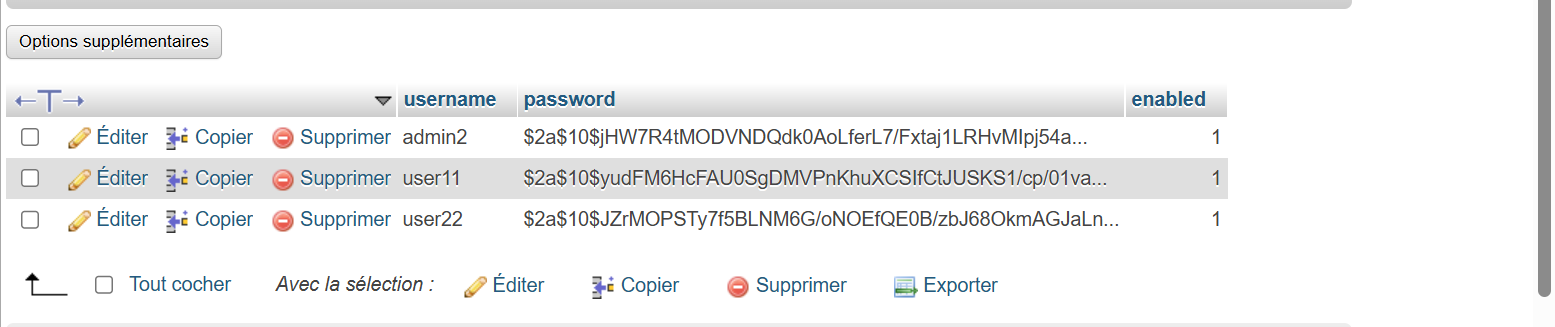 Options supplémentaires
username password enabled
Éditer Copier Supprimer admin2 $2a$10$jHW7R4tMODVNDQdk0AoLferL7/Fxtaj1LRHvMIpj54a... 1
Éditer Copier Supprimer user11 $2a$10$yudFM6HcFAU0SgDMVPnKhuXCSIfCtJUSKS1/cp/01va... 1
Éditer Copier Supprimer user22 $2a$10$JZrMOPSTy7f5BLNM6G/oNOEfQE0B/zbJ68OkmAGJaLn... 1
Tout cocher Avec la sélection : Éditer Copier Supprimer Exporter